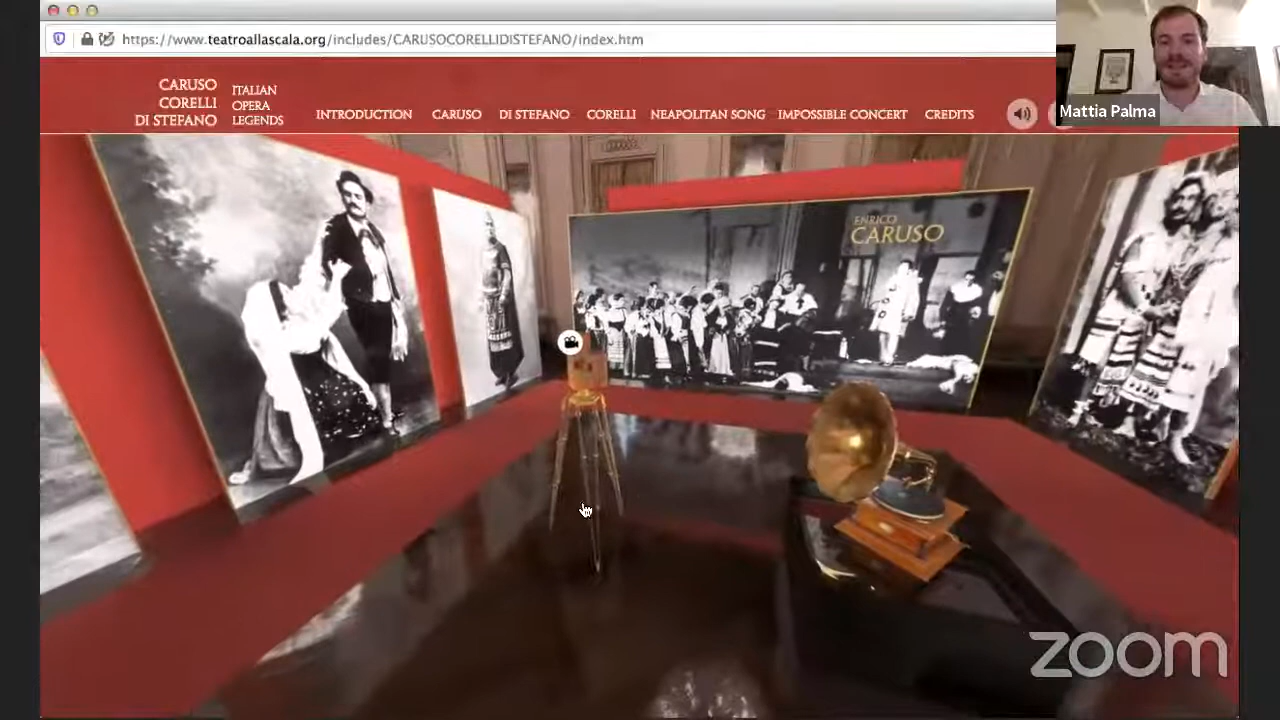 https://www.teatroallascala.org/includes/CARUSOCORELLIDISTEFANO/index.htm
CARUSO
CORELLI
DI STEFANO
ITALIAN
OPERA
LEGENDS
INTRODUCTION CARUSO DI STEFANO CORELLI NEAPOLITAN SONG IMPOSSIBLE CONCERT CREDITS
Mattia Palma
ENRICO
CARUSO
zoom